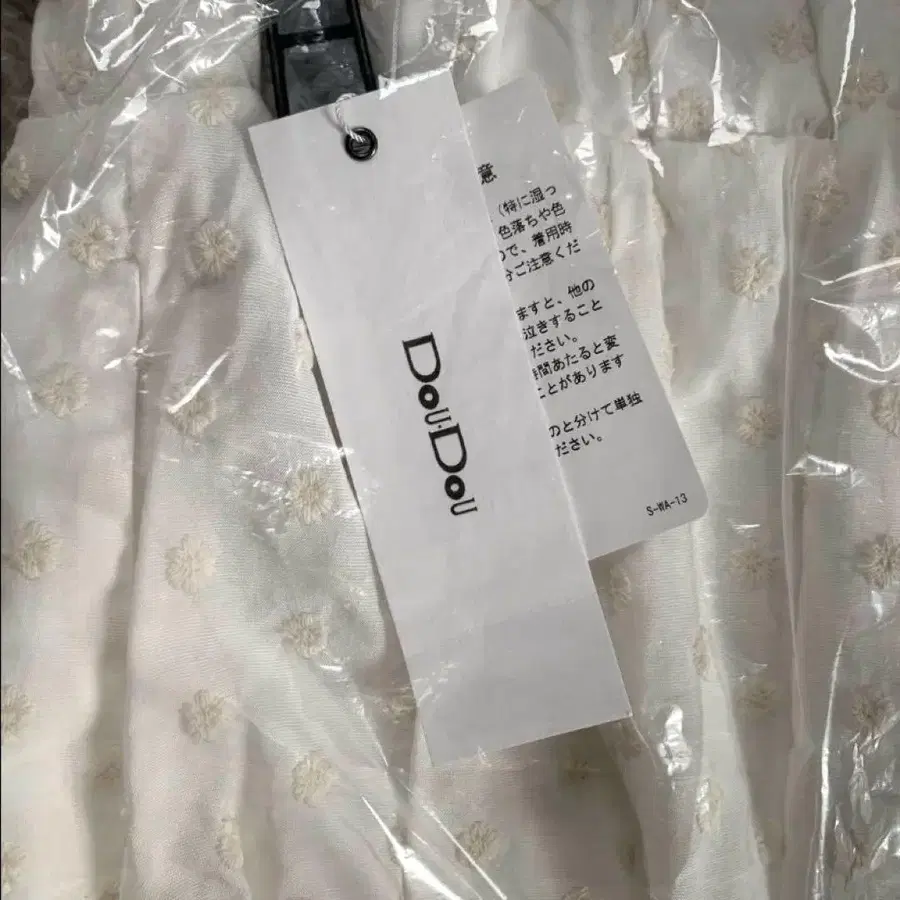 DOU·DOU
意
(特に湿っ
色落ちや色
ので、着用時
分ご注意くだ
ますと、他の
泣きすること
ださい。
時間あたると変
ことがあります
のと分けて単独
ださい。
S-WA-13